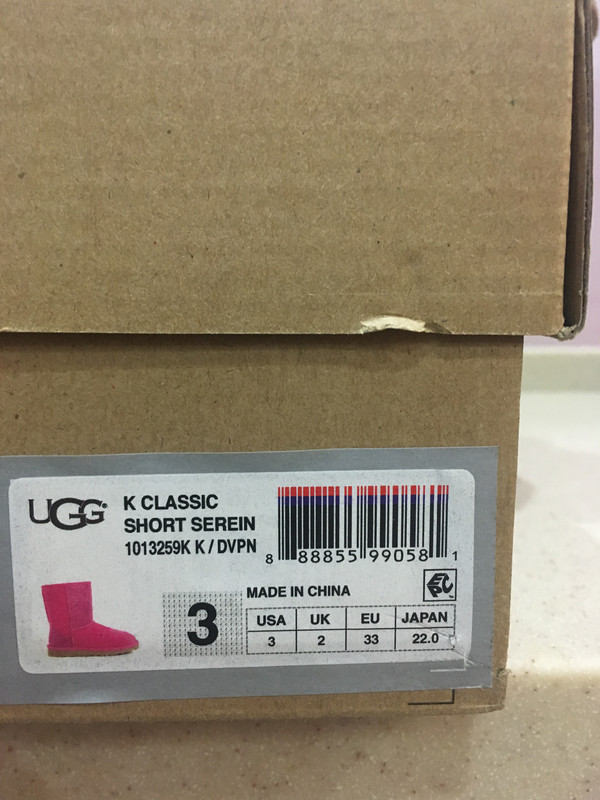 UGG®
K CLASSIC
SHORT SEREIN
1013259K K / DVPN
8 88855 99058 1
MADE IN CHINA
3
USA UK EU JAPAN
3 2 33 22.0